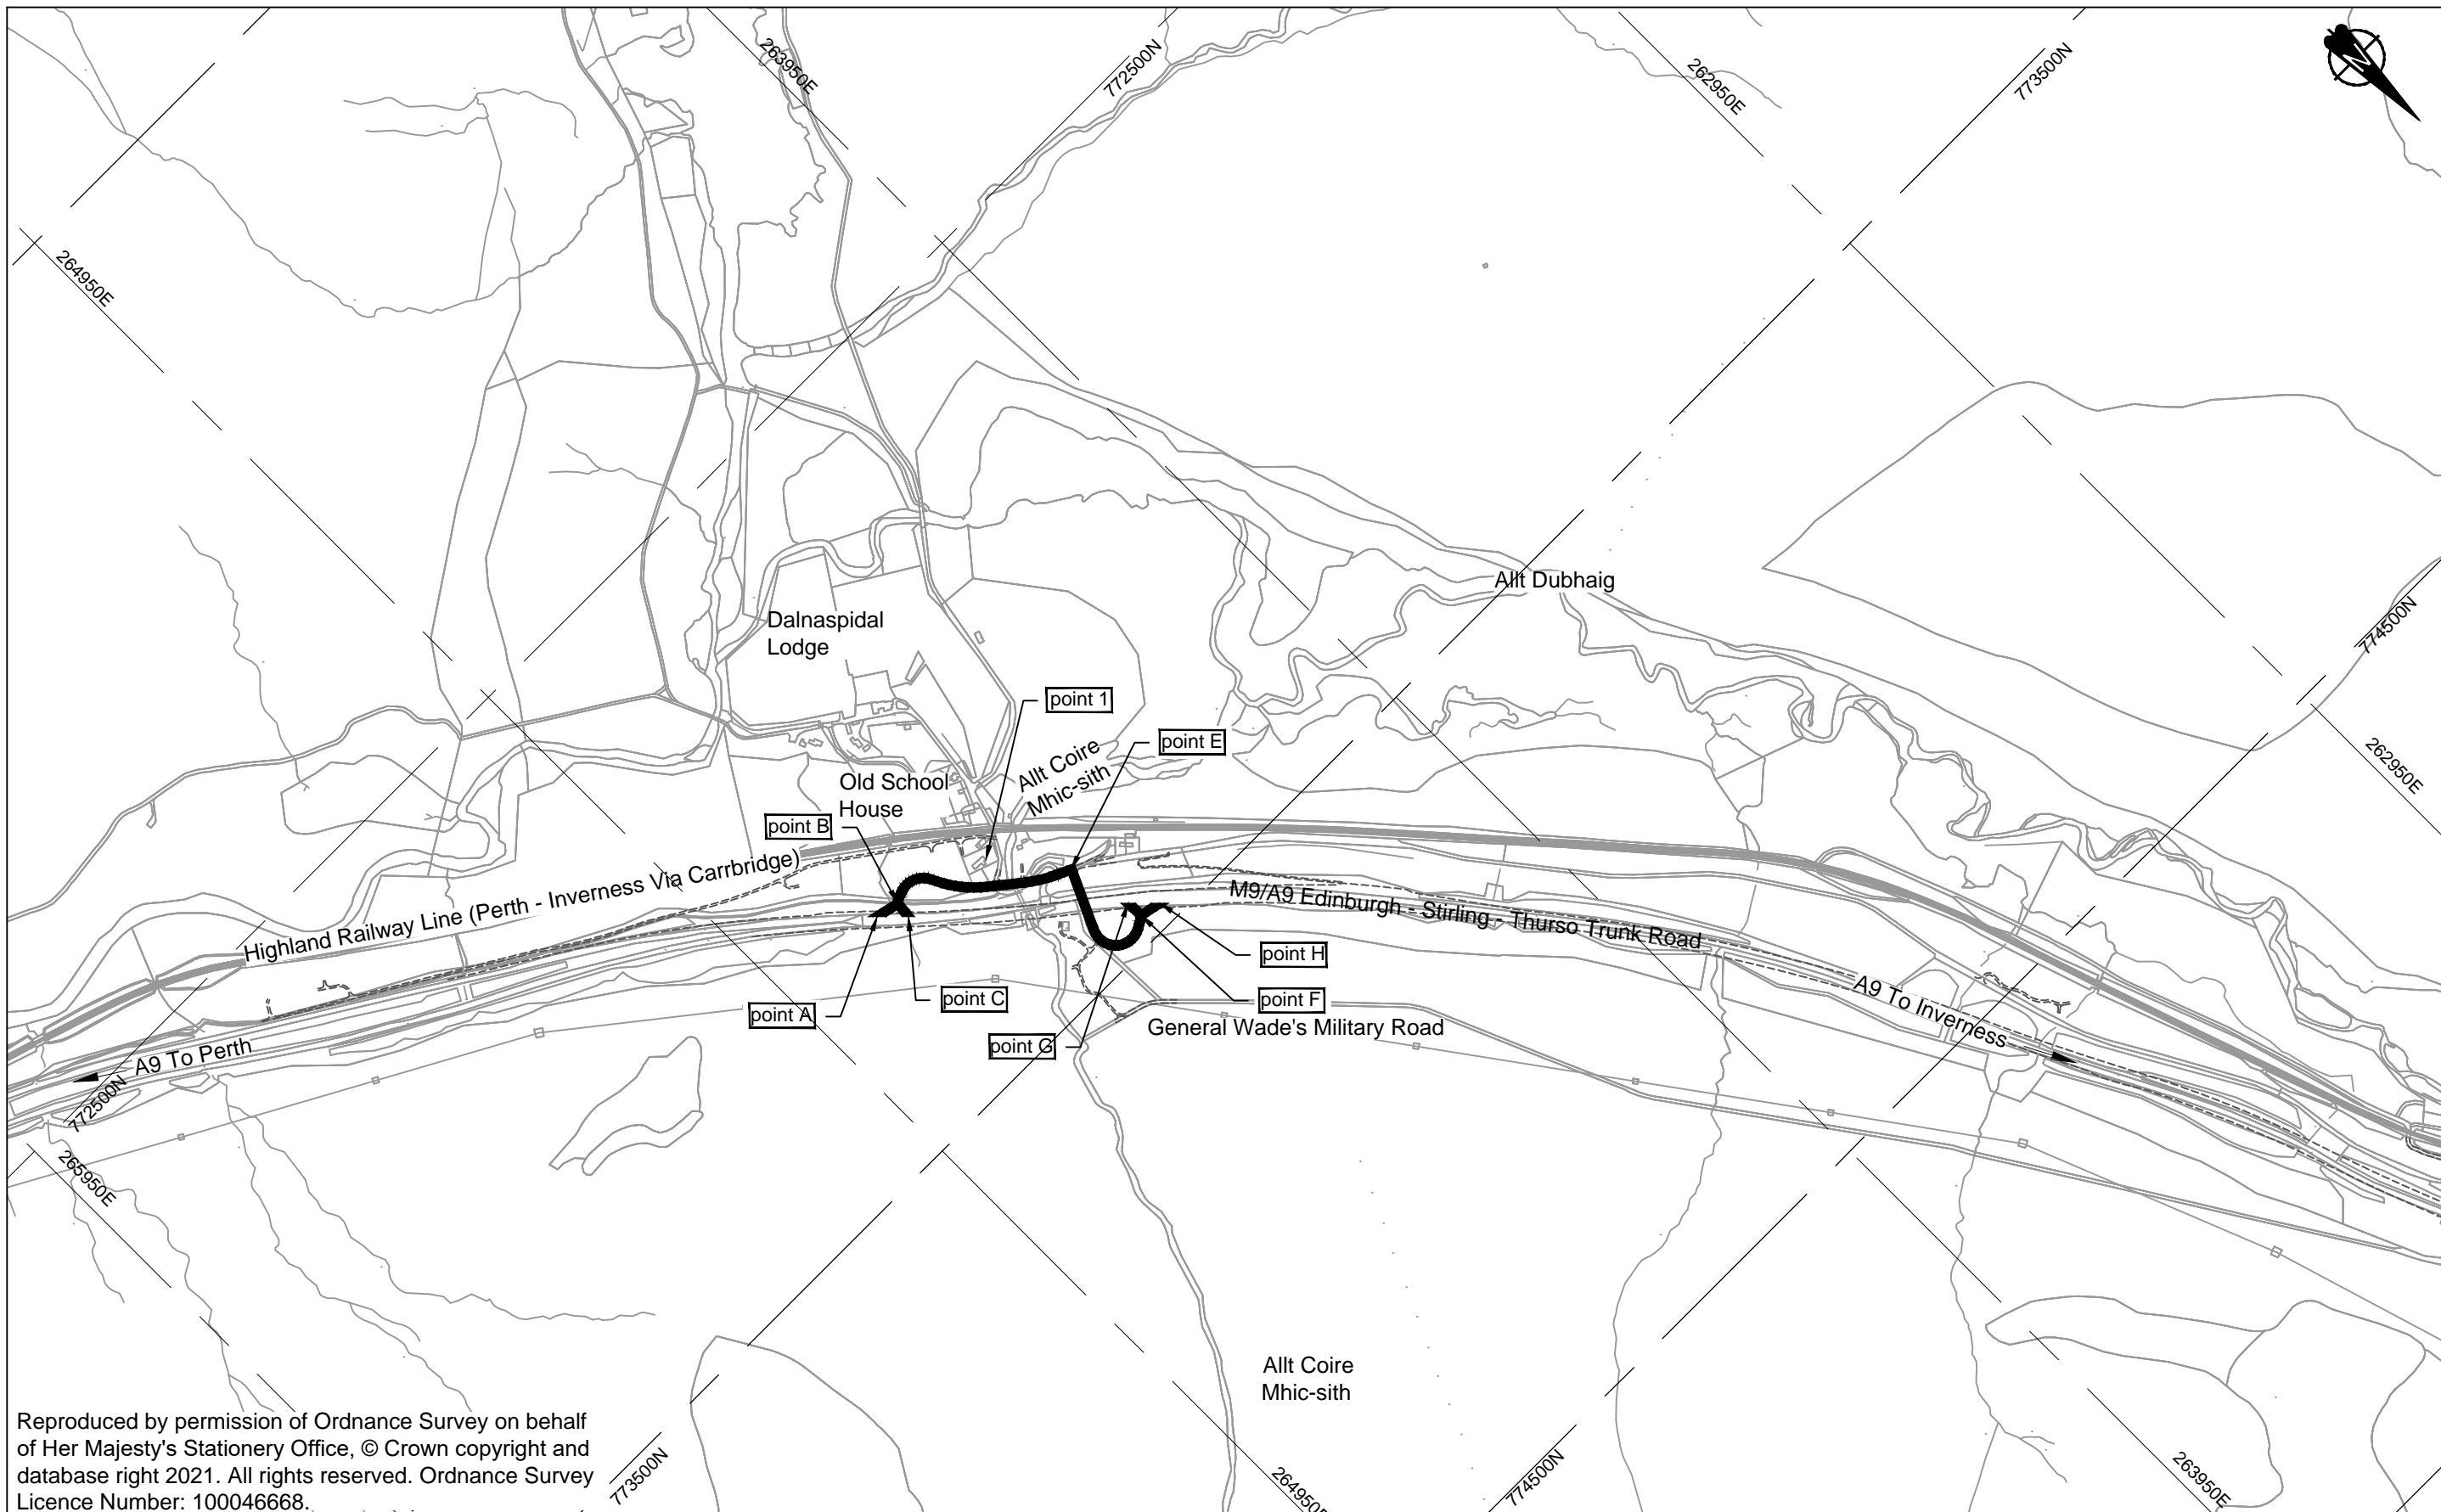 263950E
772500N
262950E
773500N
264950E
Allt Dubhaig
774500N
Dalnaspidal
Lodge
point 1
point E
262950E
Allt Coire
Mhic-sith
Old School
House
point B
Highland Railway Line (Perth - Inverness Via Carrbridge)
M9/A9 Edinburgh - Stirling - Thurso Trunk Road
point H
point C
point F
point A
A9 To Inverness
General Wade's Military Road
point G
A9 To Perth
772500N
265950E
Allt Coire
Mhic-sith
Reproduced by permission of Ordnance Survey on behalf
of Her Majesty's Stationery Office, © Crown copyright and
database right 2021. All rights reserved. Ordnance Survey
Licence Number: 100046668.
773500N
264950E
774500N
263950E